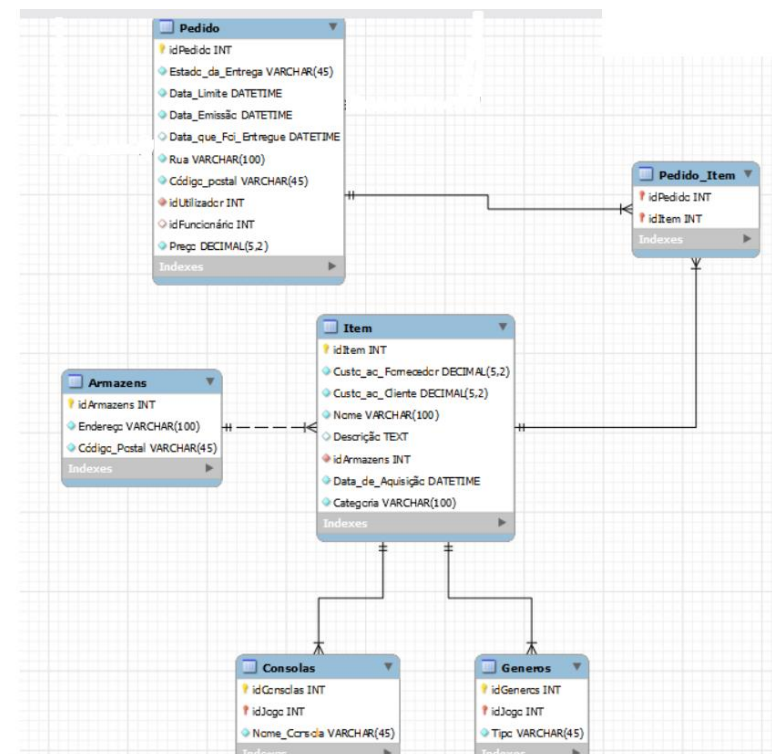 Pedido
idPedido INT
Estado_da_Entrega VARCHAR(45)
Data_Limite DATETIME
Data_Emissão DATETIME
Data_que_Foi_Entregue DATETIME
Rua VARCHAR(100)
Código_postal VARCHAR(45)
idUtilizador INT
idFuncionário INT
Preço DECIMAL(5,2)
Indexes
Pedido_Item
idPedido INT
idItem INT
Indexes
Item
idItem INT
Custo_ao_Fornecedor DECIMAL(5,2)
Custo_ao_Cliente DECIMAL(5,2)
Nome VARCHAR(100)
Descrição TEXT
idArmazens INT
Data_de_Aquisição DATETIME
Categoria VARCHAR(100)
Indexes
Armazens
idArmazens INT
Endereço VARCHAR(100)
Código_Postal VARCHAR(45)
Indexes
Consolas
idConsolas INT
idJogo INT
Nome_Consola VARCHAR(45)
Indexes
Generos
idGeneros INT
idJogo INT
Tipo VARCHAR(45)
Indexes